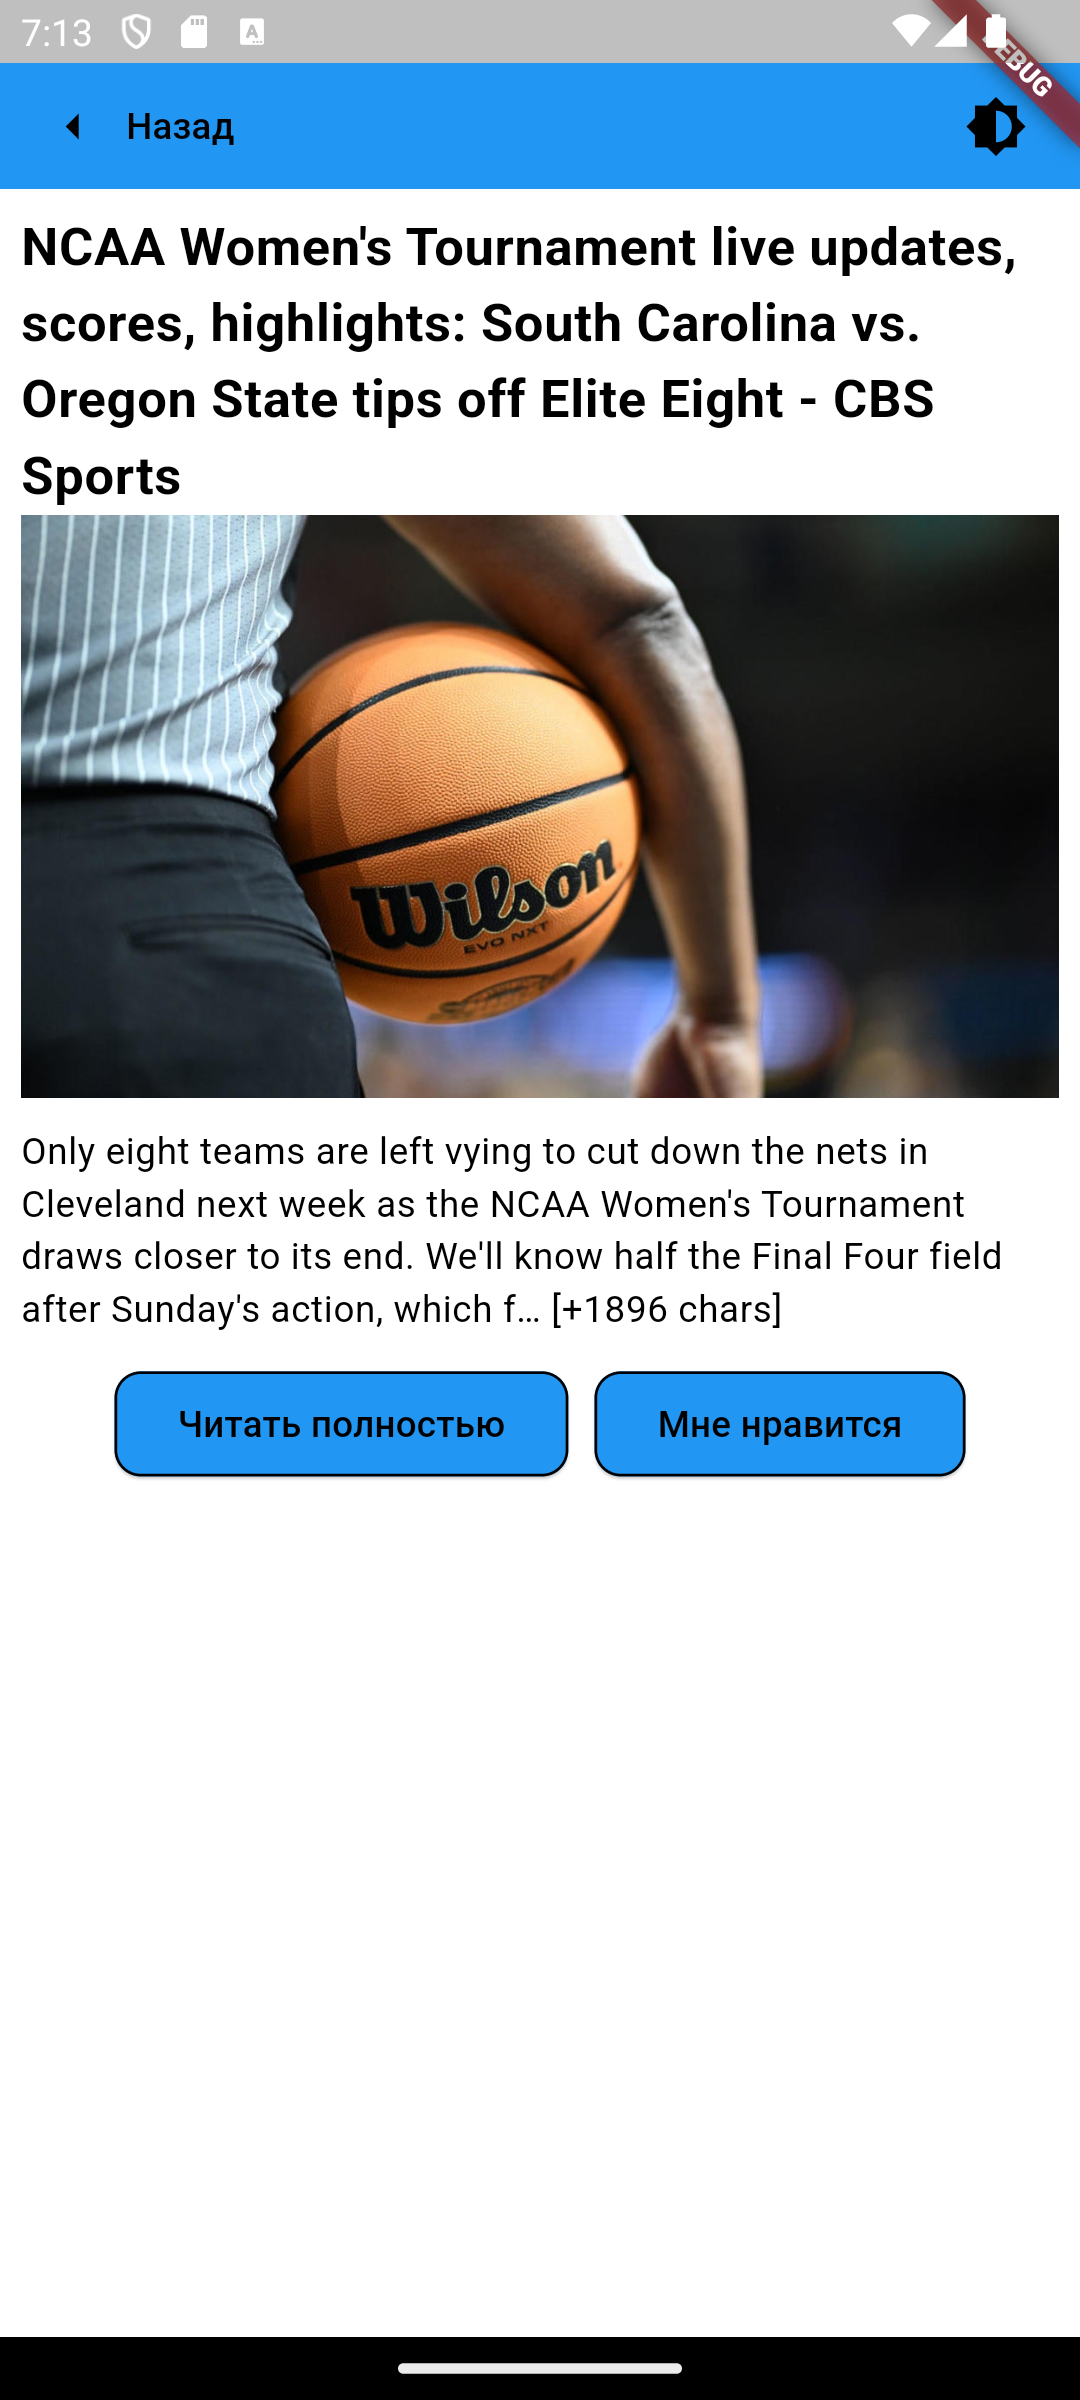 7:13
A
DEBUG
Назад
NCAA Women's Tournament live updates,
scores, highlights: South Carolina vs.
Oregon State tips off Elite Eight - CBS
Sports
Wilson
EVO NXT
Only eight teams are left vying to cut down the nets in
Cleveland next week as the NCAA Women's Tournament
draws closer to its end. We'll know half the Final Four field
after Sunday's action, which f… [+1896 chars]
Читать полностью
Мне нравится